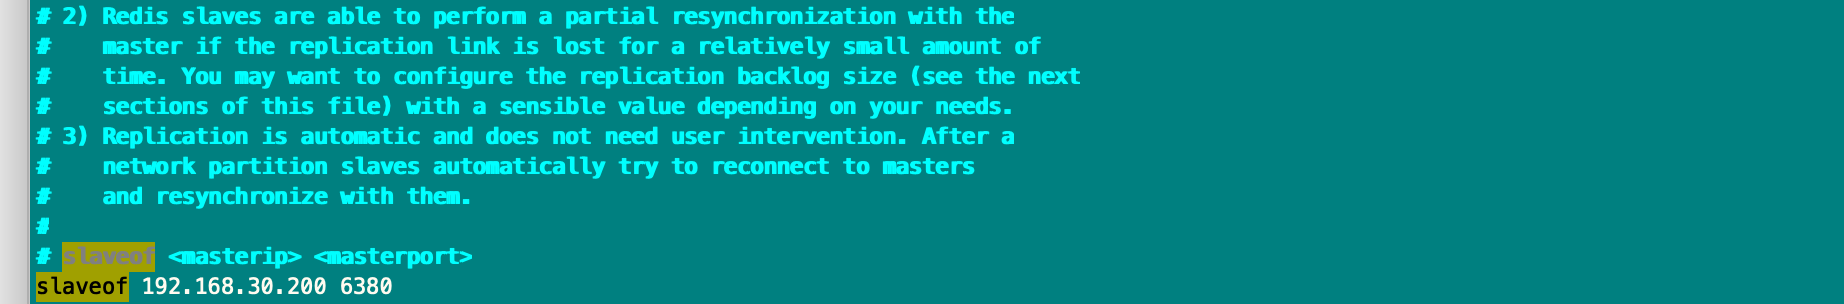 # 2) Redis slaves are able to perform a partial resynchronization with the
#    master if the replication link is lost for a relatively small amount of
#    time. You may want to configure the replication backlog size (see the next
#    sections of this file) with a sensible value depending on your needs.
# 3) Replication is automatic and does not need user intervention. After a
#    network partition slaves automatically try to reconnect to masters
#    and resynchronize with them.
#
# slaveof <masterip> <masterport>
slaveof 192.168.30.200 6380